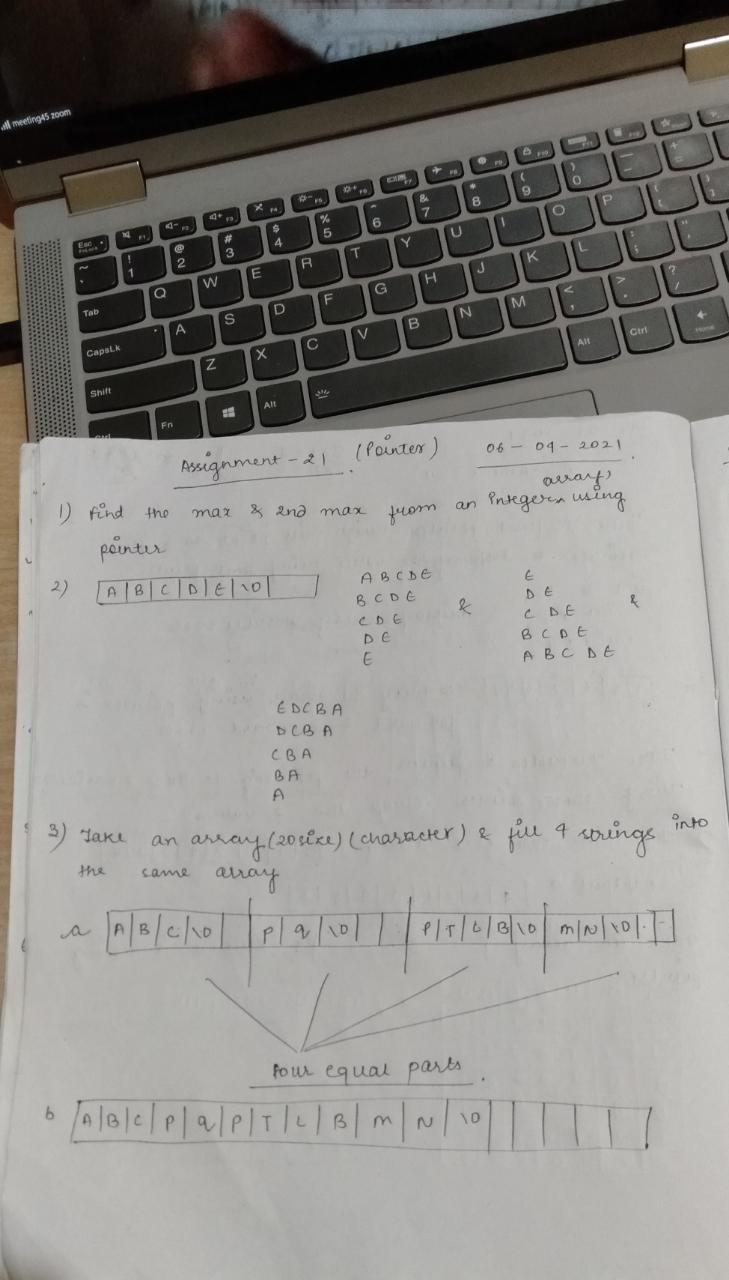 meeting45 zoom
Esc F1 F2 F3 F4 F5 F6 F7 F8 F9 F10 F11 F12
~ ` ! 1 @ 2 # 3 $ 4 % 5 ^ 6 & 7 * 8 ( 9 ) 0 — - + =
Tab Q W E R T Y U I O P { [ } ]
CapsLk A S D F G H J K L : ; " '
Shift Z X C V B N M < , > . ? /
Ctrl Fn Alt Alt Ctrl Home
Assignment - 21 (Pointer) 06 - 04 - 2021
1) Find the max & 2nd max from an Integer array, using
pointer
2) A B C D E \0
A B C D E
B C D E
C D E
D E
E
&
E
D E
C D E
B C D E
A B C D E
&
E D C B A
D C B A
C B A
B A
A
3) Take an array (20size) (character) & fill 4 strings into
the same array
a A B C \0 P q \0 P T L B \0 M N \0 . -
Four equal parts.
b A B C P q P T L B M N \0